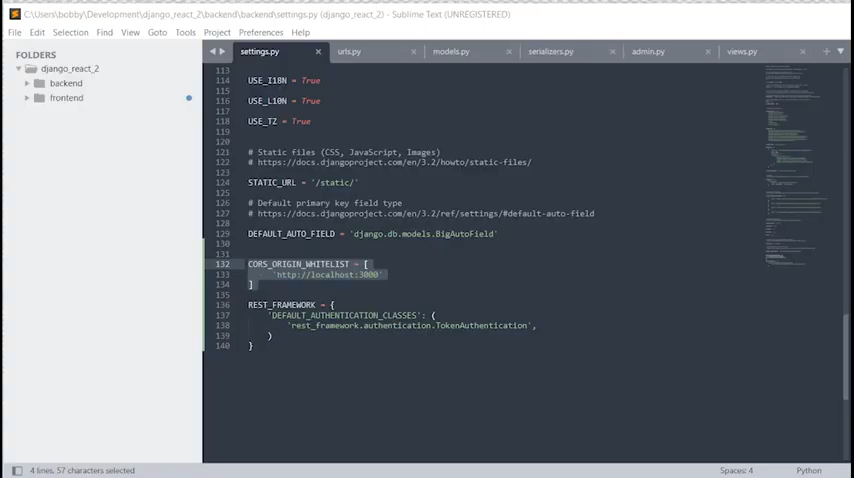 C:\Users\bobby\Development\django_react_2\backend\backend\settings.py (django_react_2) - Sublime Text (UNREGISTERED)
File Edit Selection Find View Goto Tools Project Preferences Help
FOLDERS
django_react_2
backend
frontend
settings.py urls.py models.py serializers.py admin.py views.py
113
114 USE_I18N = True
115
116 USE_L10N = True
117
118 USE_TZ = True
119
120
121 # Static files (CSS, JavaScript, Images)
122 # https://docs.djangoproject.com/en/3.2/howto/static-files/
123
124 STATIC_URL = '/static/'
125
126 # Default primary key field type
127 # https://docs.djangoproject.com/en/3.2/ref/settings/#default-auto-field
128
129 DEFAULT_AUTO_FIELD = 'django.db.models.BigAutoField'
130
131
132 CORS_ORIGIN_WHITELIST = [
133 'http://localhost:3000'
134 ]
135
136 REST_FRAMEWORK = {
137 'DEFAULT_AUTHENTICATION_CLASSES': (
138 'rest_framework.authentication.TokenAuthentication',
139 )
140 }
4 lines, 57 characters selected
Spaces: 4 Python